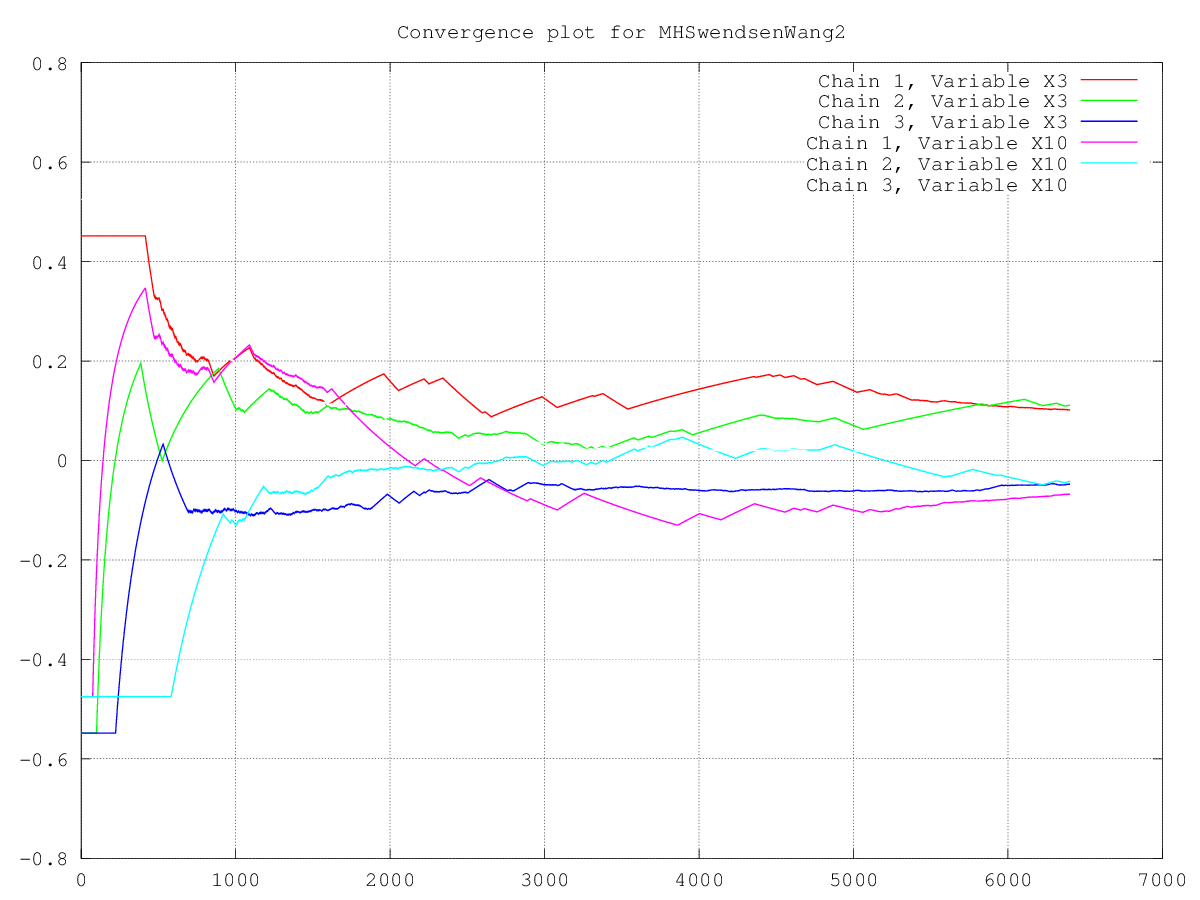 Convergence plot for MHSwendsenWang2
0.8
Chain 1, Variable X3
Chain 2, Variable X3
Chain 3, Variable X3
Chain 1, Variable X10
Chain 2, Variable X10
Chain 3, Variable X10
0.6
0.4
0.2
0
-0.2
-0.4
-0.6
-0.8
0 1000 2000 3000 4000 5000 6000 7000